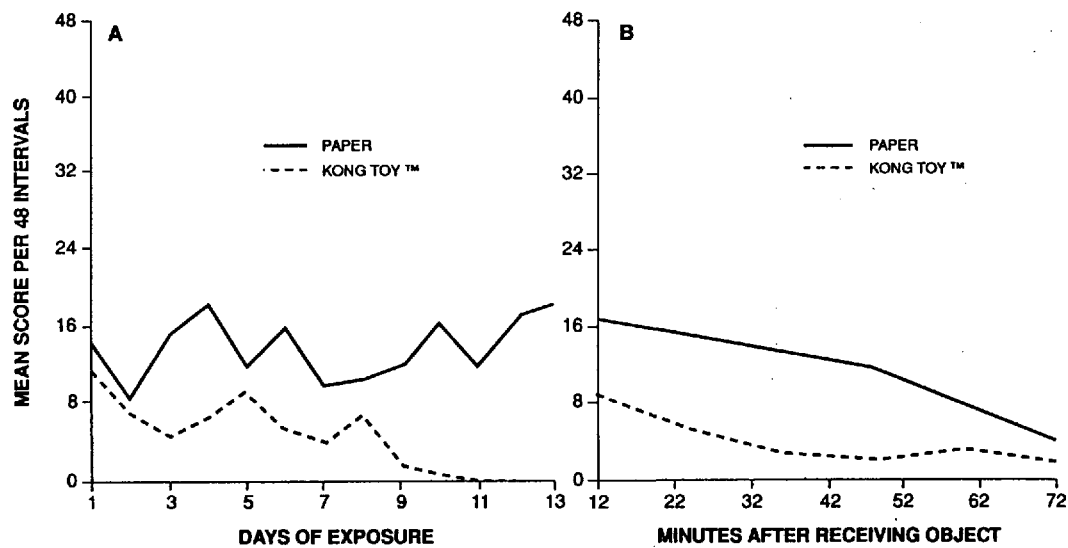 MEAN SCORE PER 48 INTERVALS
A
48
40
32
24
16
8
0
PAPER
KONG TOY ™
1 3 5 7 9 11 13
DAYS OF EXPOSURE
B
48
40
32
24
16
8
0
PAPER
KONG TOY ™
12 22 32 42 52 62 72
MINUTES AFTER RECEIVING OBJECT